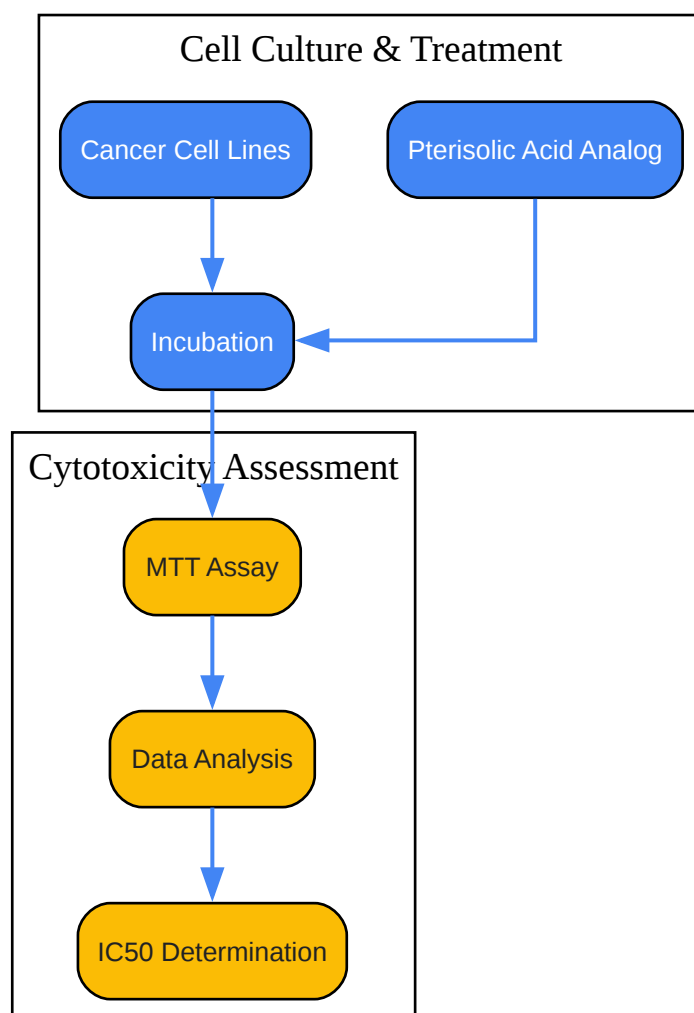 Cell Culture & Treatment
Cancer Cell Lines
Pterisolic Acid Analog
Incubation
Cytotoxicity Assessment
MTT Assay
Data Analysis
IC50 Determination